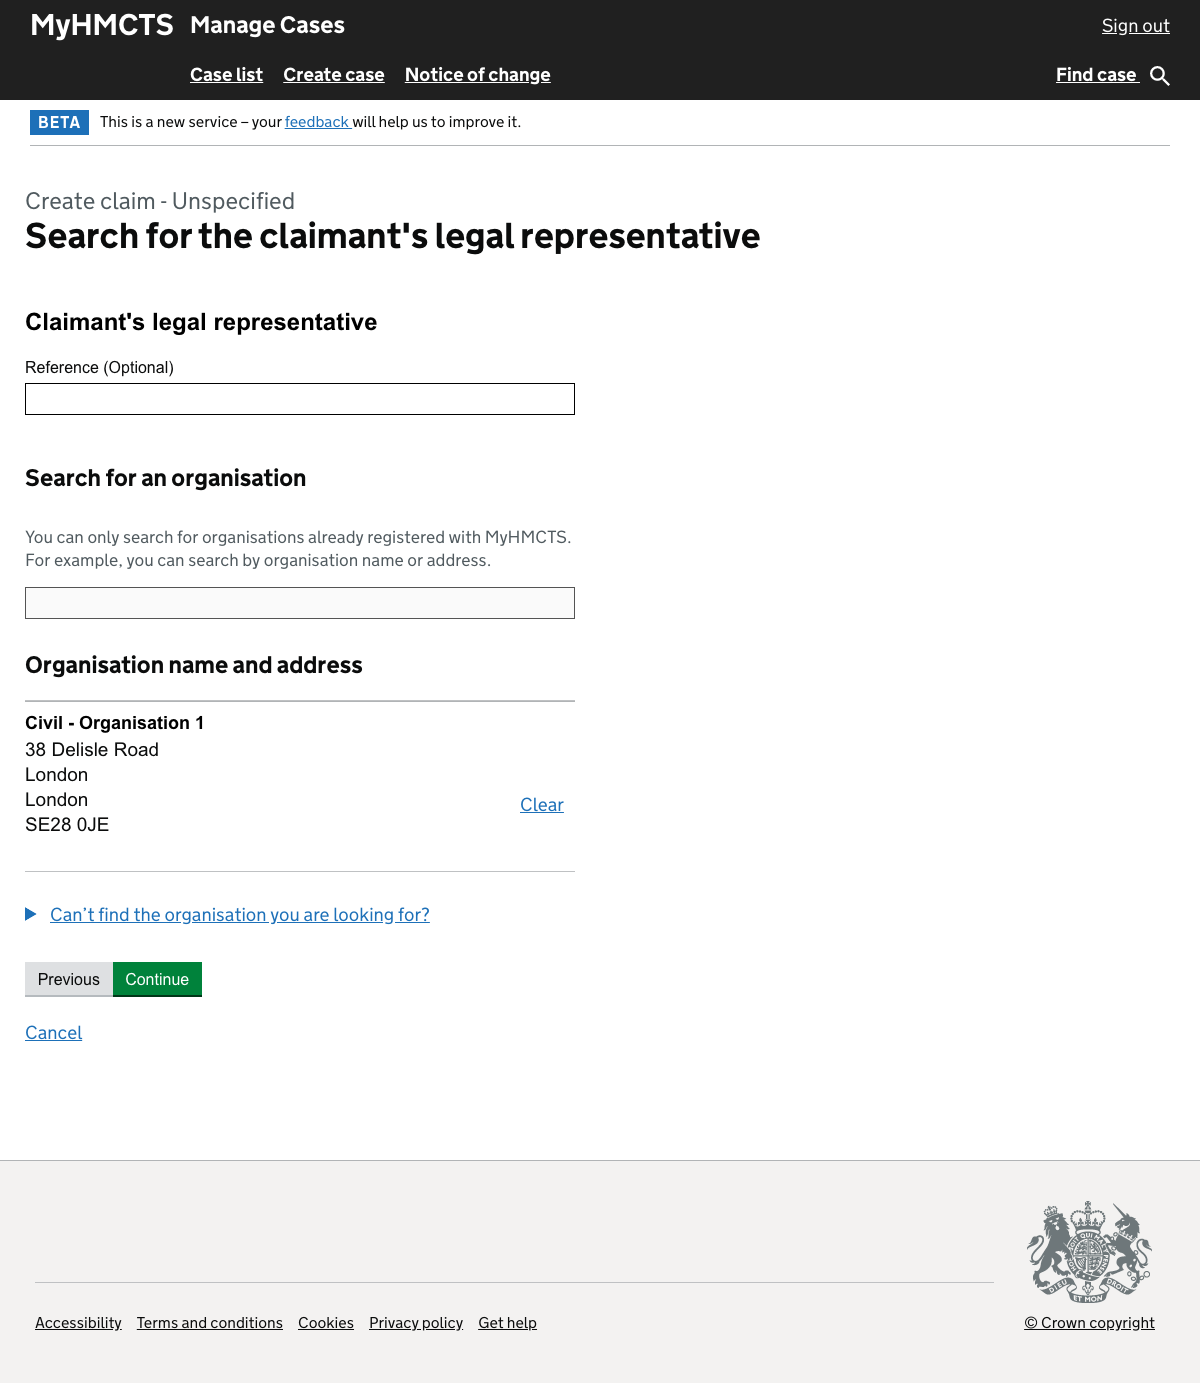 MyHMCTS Manage Cases Sign out
Case list Create case Notice of change Find case
BETA This is a new service – your feedback will help us to improve it.
Create claim - Unspecified
Search for the claimant's legal representative
Claimant's legal representative
Reference (Optional)
Search for an organisation
You can only search for organisations already registered with MyHMCTS.
For example, you can search by organisation name or address.
Organisation name and address
Civil - Organisation 1
38 Delisle Road
London
London
SE28 0JE
Clear
Can’t find the organisation you are looking for?
Previous Continue
Cancel
DIEU ET MON DROIT
Accessibility Terms and conditions Cookies Privacy policy Get help © Crown copyright